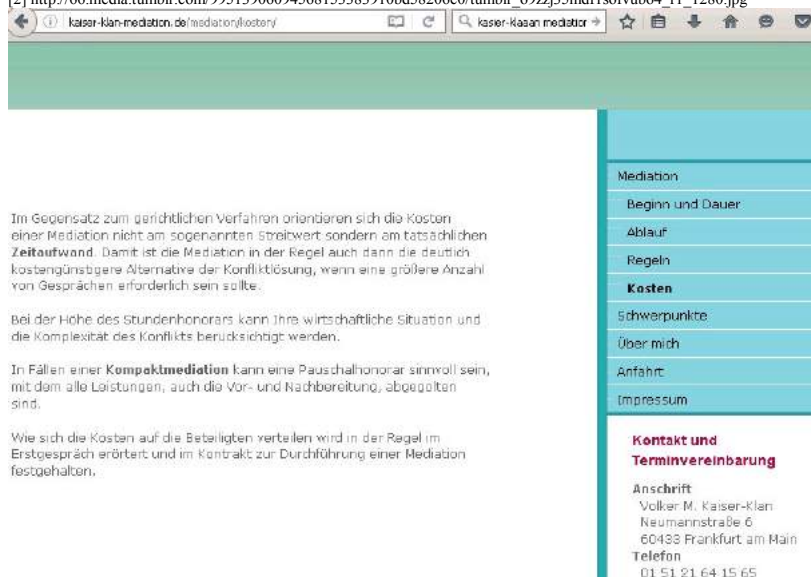 kaiser-klan-mediation.de/mediation/kosten/
kasier-klaaan mediatior
Im Gegensatz zum gerichtlichen Verfahren orientieren sich die Kosten
einer Mediation nicht am sogenannten Streitwert sondern am tatsächlichen
Zeitaufwand. Damit ist die Mediation in der Regel auch dann die deutlich
kostengünstigere Alternative der Konfliktlösung, wenn eine größere Anzahl
von Gesprächen erforderlich sein sollte.
Bei der Höhe des Stundenhonorars kann Ihre wirtschaftliche Situation und
die Komplexität des Konflikts berücksichtigt werden.
In Fällen einer Kompaktmediation kann eine Pauschalhonorar sinnvoll sein,
mit dem alle Leistungen, auch die Vor- und Nachbereitung, abgegolten
sind.
Wie sich die Kosten auf die Beteiligten verteilen wird in der Regel im
Erstgespräch erörtert und im Kontrakt zur Durchführung einer Mediation
festgehalten.
Mediation
Beginn und Dauer
Ablauf
Regeln
Kosten
Schwerpunkte
Über mich
Anfahrt
Impressum
Kontakt und
Terminvereinbarung
Anschrift
Volker M. Kaiser-Klan
Neumannstraße 6
60433 Frankfurt am Main
Telefon
01 51 21 64 15 65